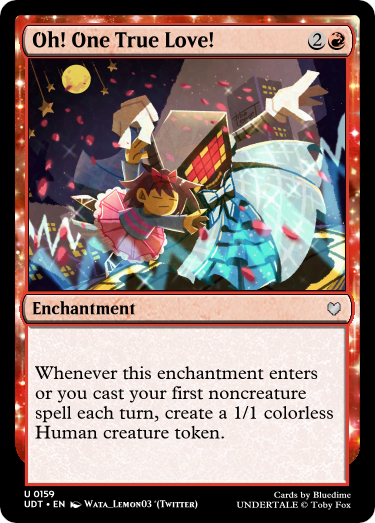 Oh! One True Love!
2
Enchantment
Whenever this enchantment enters
or you cast your first noncreature
spell each turn, create a 1/1 colorless
Human creature token.
U 0159
UDT • EN Wata_Lemon03 '(Twitter)
Cards by Bluedime
UNDERTALE © Toby Fox